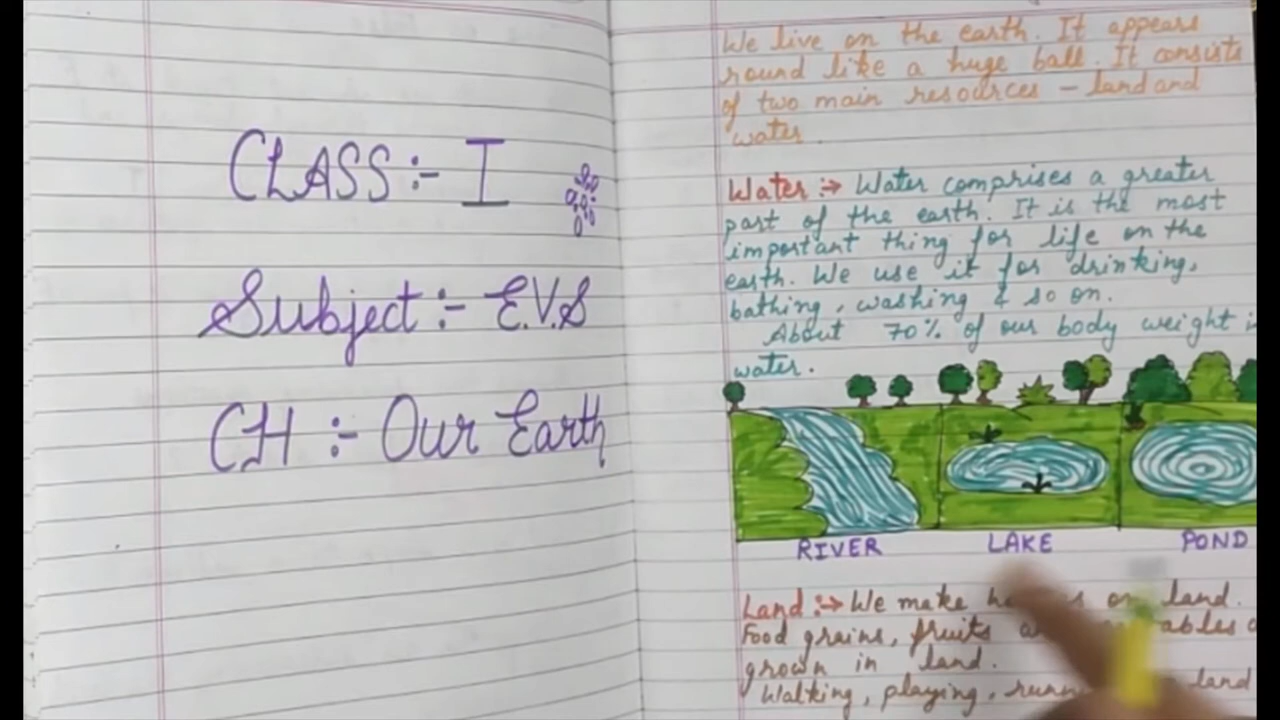 CLASS :- I
Subject :- E.V.S
CH :- Our Earth
We live on the earth. It appears
round like a huge ball. It consists
of two main resources - land and
water.
Water :→ Water comprises a greater
part of the earth. It is the most
important thing for life on the
earth. We use it for drinking,
bathing, washing & so on.
About 70% of our body weight
water.
RIVER LAKE POND
Land :→ We make on land.
Food grains, fruits
grown in land.
Walking, playing, land